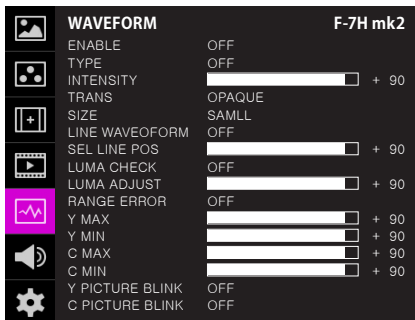 WAVEFORM F-7H mk2
ENABLE OFF
TYPE OFF
INTENSITY + 90
TRANS OPAQUE
SIZE SAMLL
LINE WAVEOFORM OFF
SEL LINE POS + 90
LUMA CHECK OFF
LUMA ADJUST + 90
RANGE ERROR OFF
Y MAX + 90
Y MIN + 90
C MAX + 90
C MIN + 90
Y PICTURE BLINK OFF
C PICTURE BLINK OFF